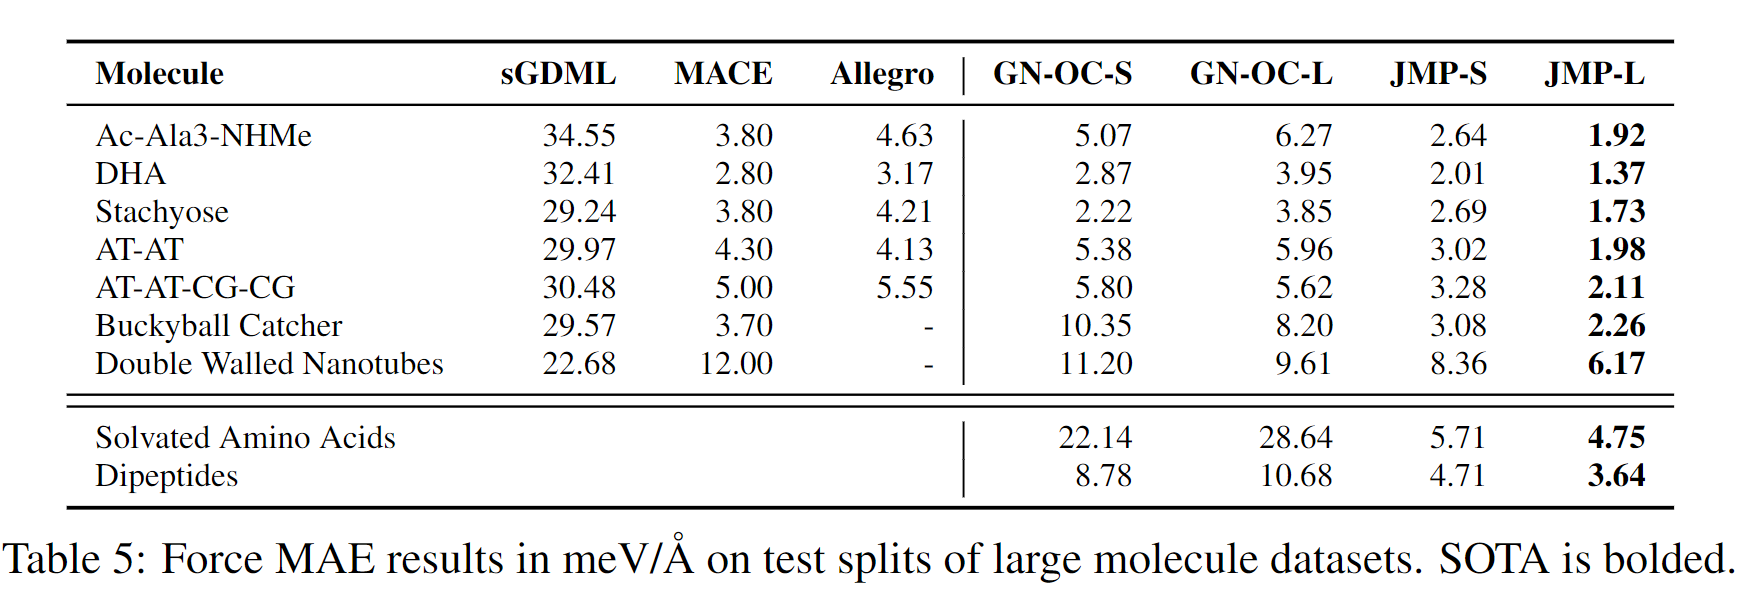 Molecule sGDML MACE Allegro GN-OC-S GN-OC-L JMP-S JMP-L
Ac-Ala3-NHMe 34.55 3.80 4.63 5.07 6.27 2.64 1.92
DHA 32.41 2.80 3.17 2.87 3.95 2.01 1.37
Stachyose 29.24 3.80 4.21 2.22 3.85 2.69 1.73
AT-AT 29.97 4.30 4.13 5.38 5.96 3.02 1.98
AT-AT-CG-CG 30.48 5.00 5.55 5.80 5.62 3.28 2.11
Buckyball Catcher 29.57 3.70 - 10.35 8.20 3.08 2.26
Double Walled Nanotubes 22.68 12.00 - 11.20 9.61 8.36 6.17
Solvated Amino Acids 22.14 28.64 5.71 4.75
Dipeptides 8.78 10.68 4.71 3.64
Table 5: Force MAE results in meV/Å on test splits of large molecule datasets. SOTA is bolded.